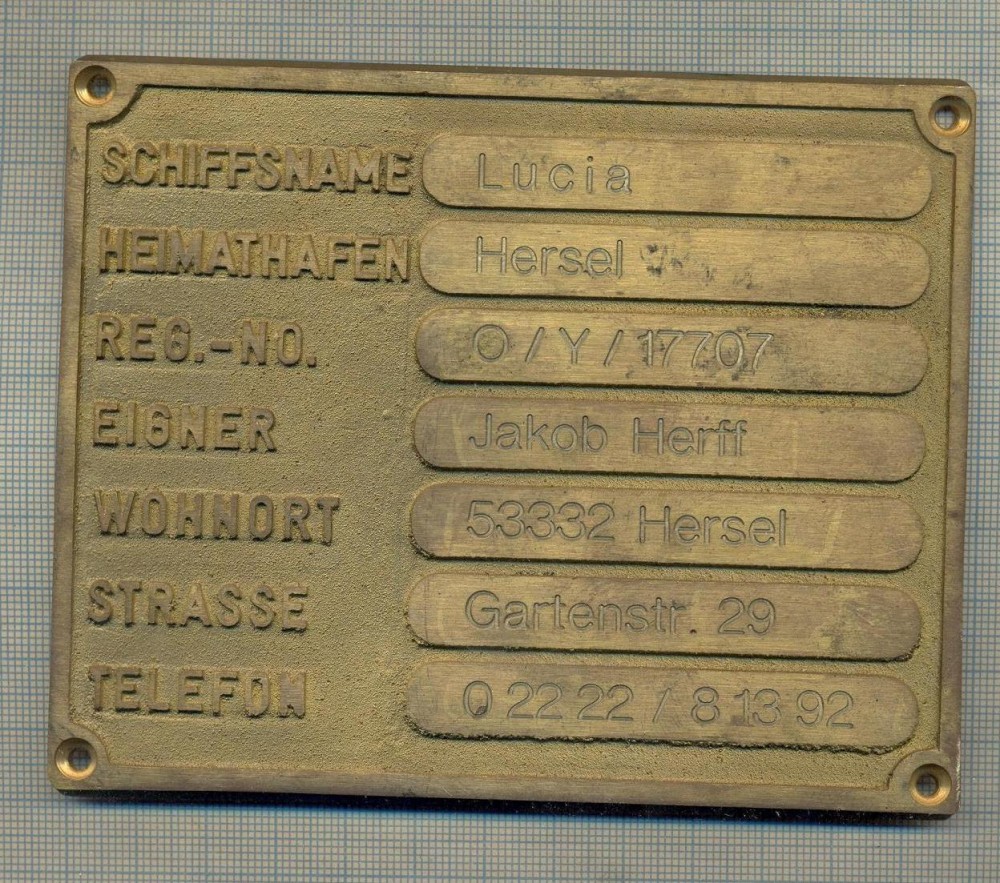 SCHIFFSNAME Lucia
HEIMATHAFEN Hersel
REG.-NO. O / Y / 17707
EIGNER Jakob Herff
WOHNORT 53332 Hersel
STRASSE Gartenstr. 29
TELEFON 0 22 22 / 8 13 92